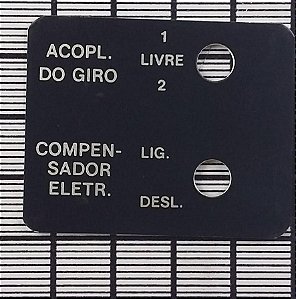 1
ACOPL. LIVRE
DO GIRO
2
COMPEN- LIG.
SADOR
ELETR. DESL.